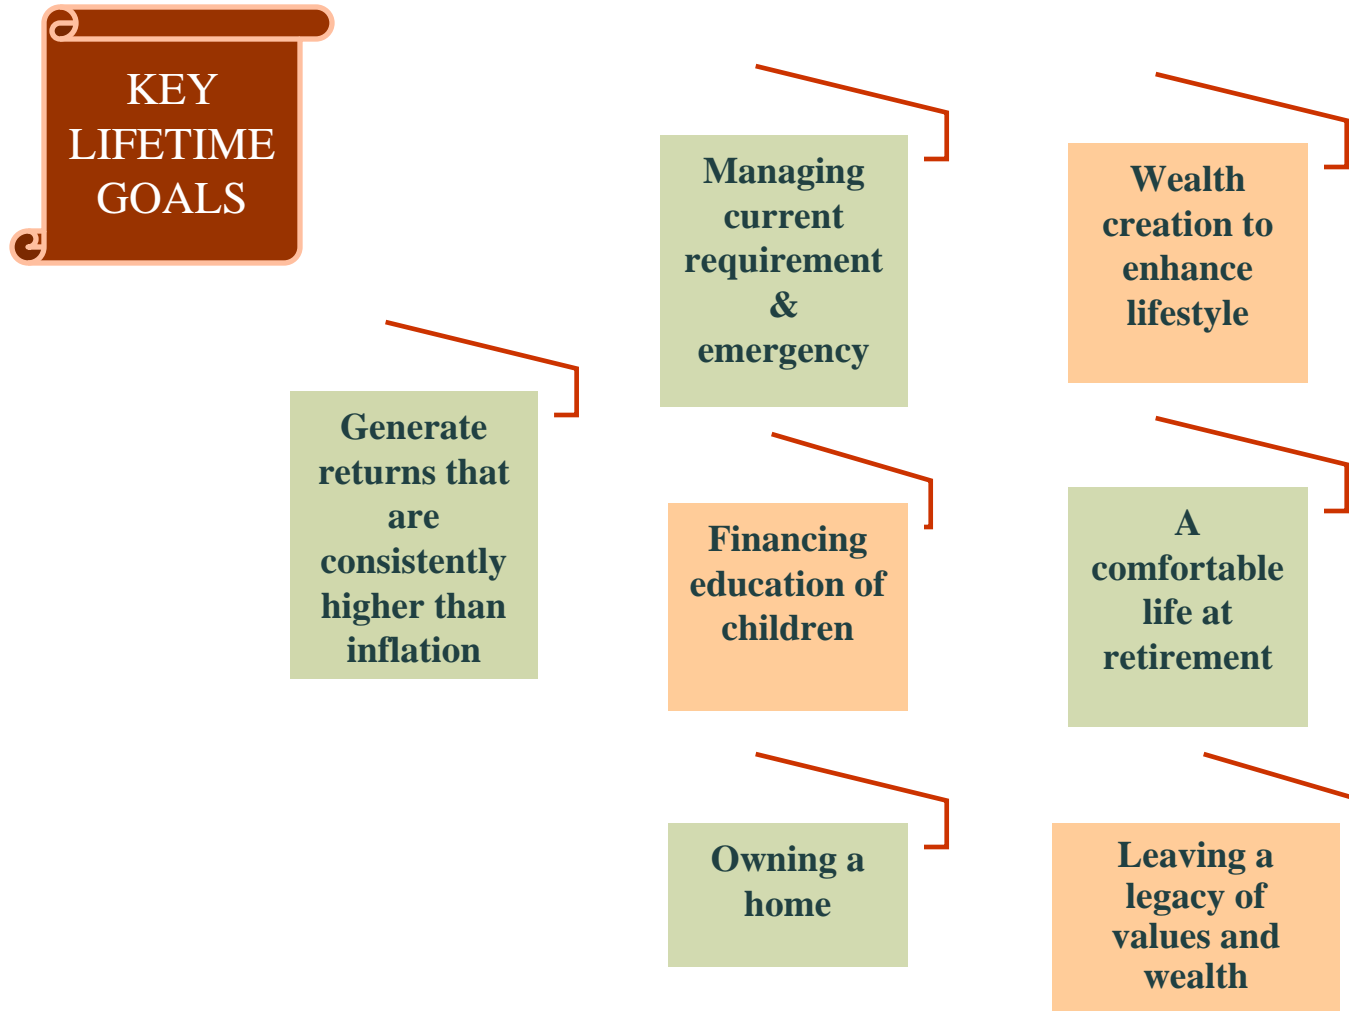 KEY
LIFETIME
GOALS
Generate
returns that
are
consistently
higher than
inflation
Managing
current
requirement
&
emergency
Financing
education of
children
Owning a
home
Wealth
creation to
enhance
lifestyle
A
comfortable
life at
retirement
Leaving a
legacy of
values and
wealth